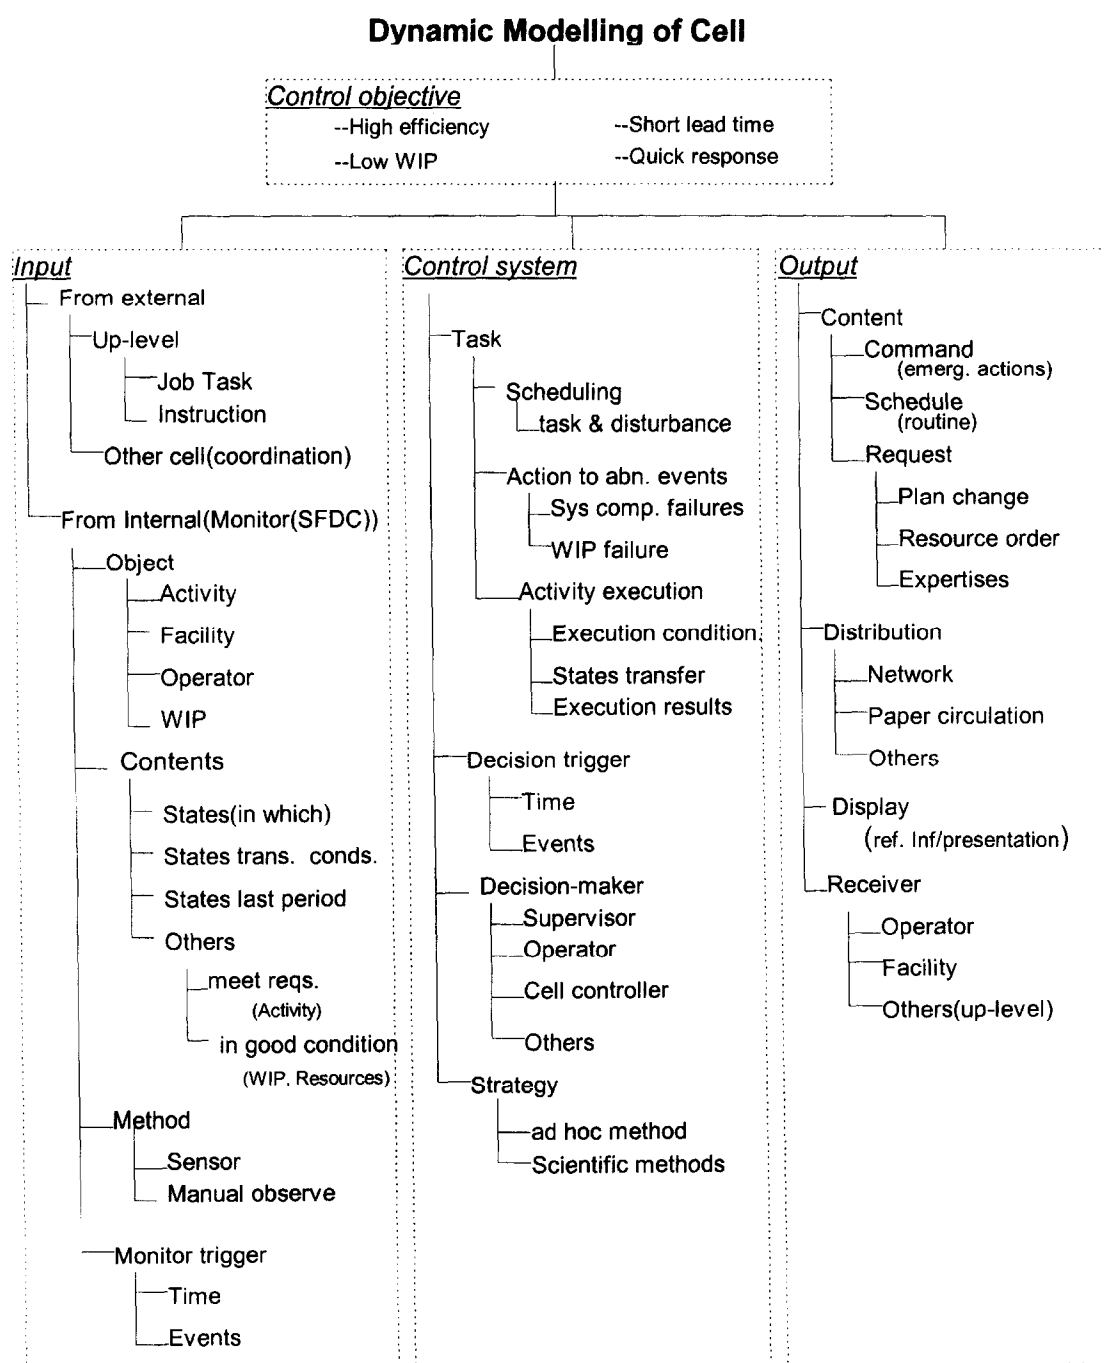 Dynamic Modelling of Cell
Control objective
--High efficiency
--Short lead time
--Low WIP
--Quick response
Input
From external
Up-level
Job Task
Instruction
Other cell(coordination)
From Internal(Monitor(SFDC))
Object
Activity
Facility
Operator
WIP
Contents
States(in which)
States trans. conds.
States last period
Others
meet reqs.
(Activity)
in good condition
(WIP, Resources)
Method
Sensor
Manual observe
Monitor trigger
Time
Events
Control system
Task
Scheduling
task & disturbance
Action to abn. events
Sys comp. failures
WIP failure
Activity execution
Execution condition.
States transfer
Execution results
Decision trigger
Time
Events
Decision-maker
Supervisor
Operator
Cell controller
Others
Strategy
ad hoc method
Scientific methods
Output
Content
Command
(emerg. actions)
Schedule
(routine)
Request
Plan change
Resource order
Expertises
Distribution
Network
Paper circulation
Others
Display
(ref. Inf/presentation)
Receiver
Operator
Facility
Others(up-level)